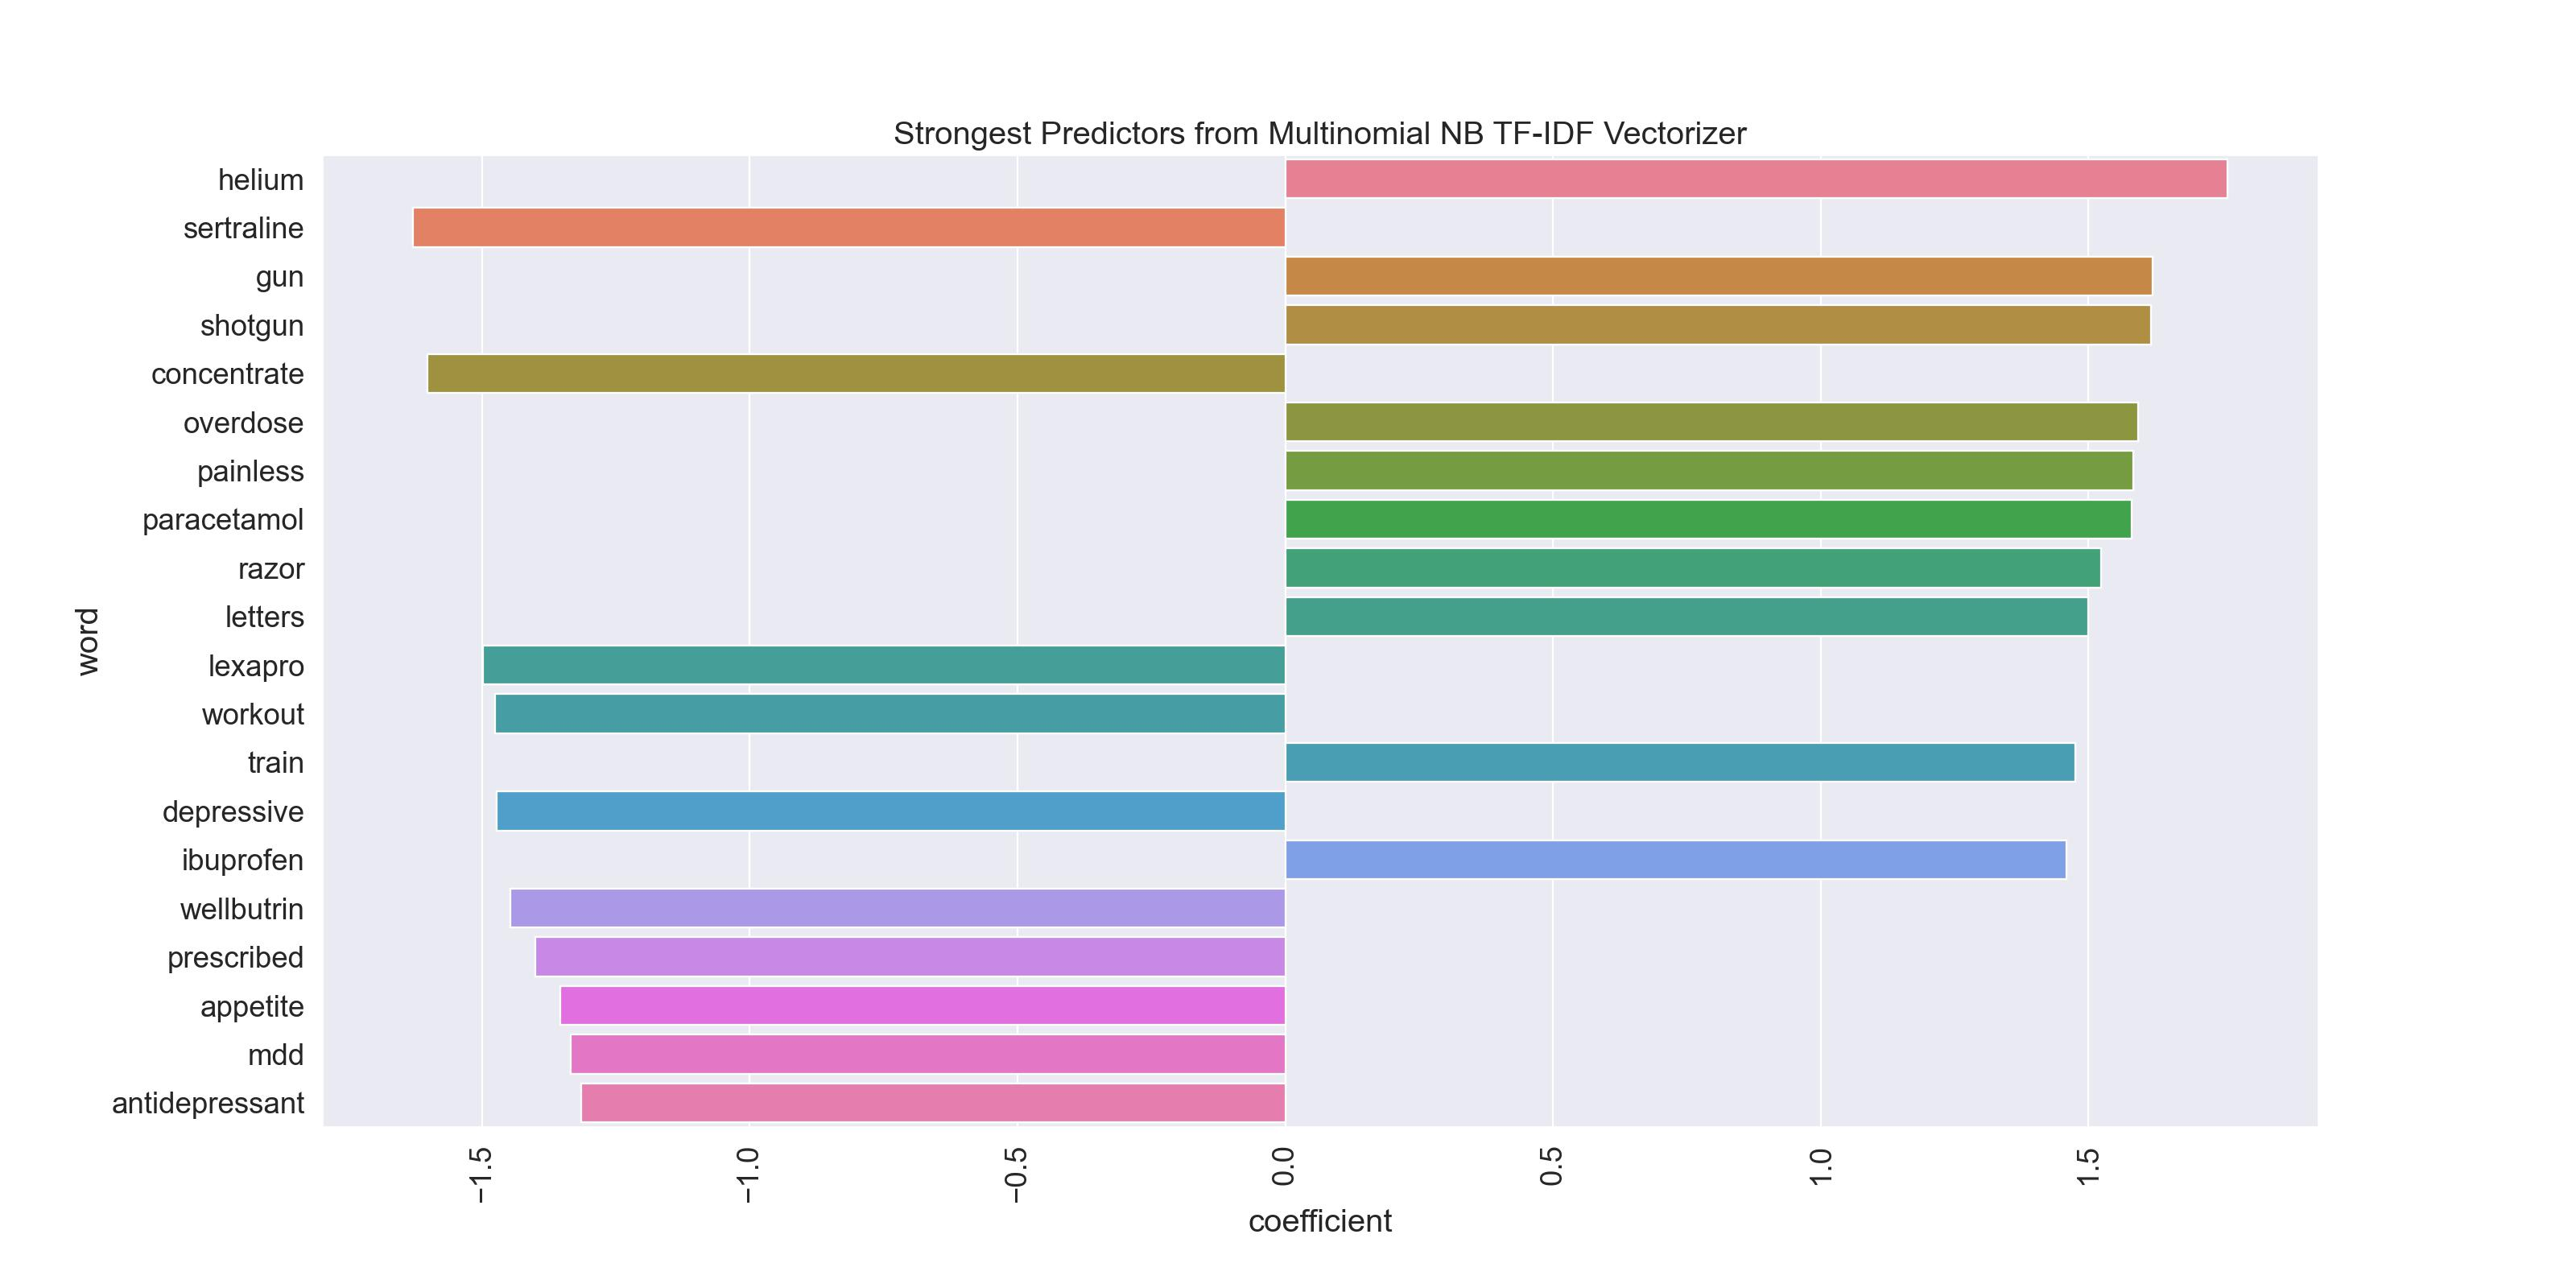 Strongest Predictors from Multinomial NB TF-IDF Vectorizer
helium
sertraline
gun
shotgun
concentrate
overdose
painless
paracetamol
razor
letters
lexapro
workout
train
depressive
ibuprofen
wellbutrin
prescribed
appetite
mdd
antidepressant
word
−1.5
−1.0
−0.5
0.0
0.5
1.0
1.5
coefficient